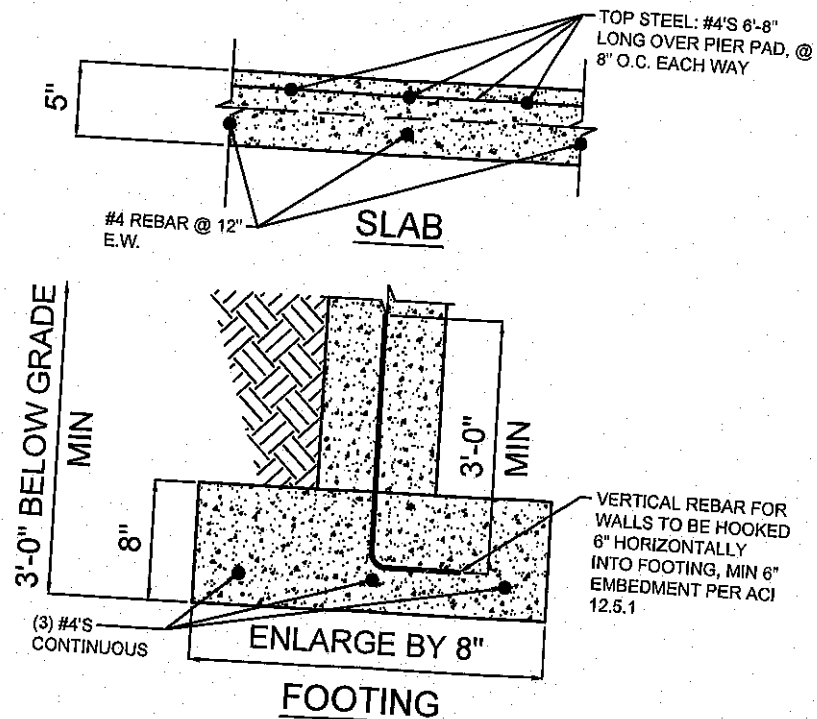 TOP STEEL: #4'S 6'-8"
LONG OVER PIER PAD, @
8" O.C. EACH WAY
5"
#4 REBAR @ 12"
E.W.
SLAB
3'-0" BELOW GRADE
MIN
8"
3'-0"
MIN
VERTICAL REBAR FOR
WALLS TO BE HOOKED
6" HORIZONTALLY
INTO FOOTING, MIN 6"
EMBEDMENT PER ACI
12.5.1
(3) #4'S
CONTINUOUS
ENLARGE BY 8"
FOOTING